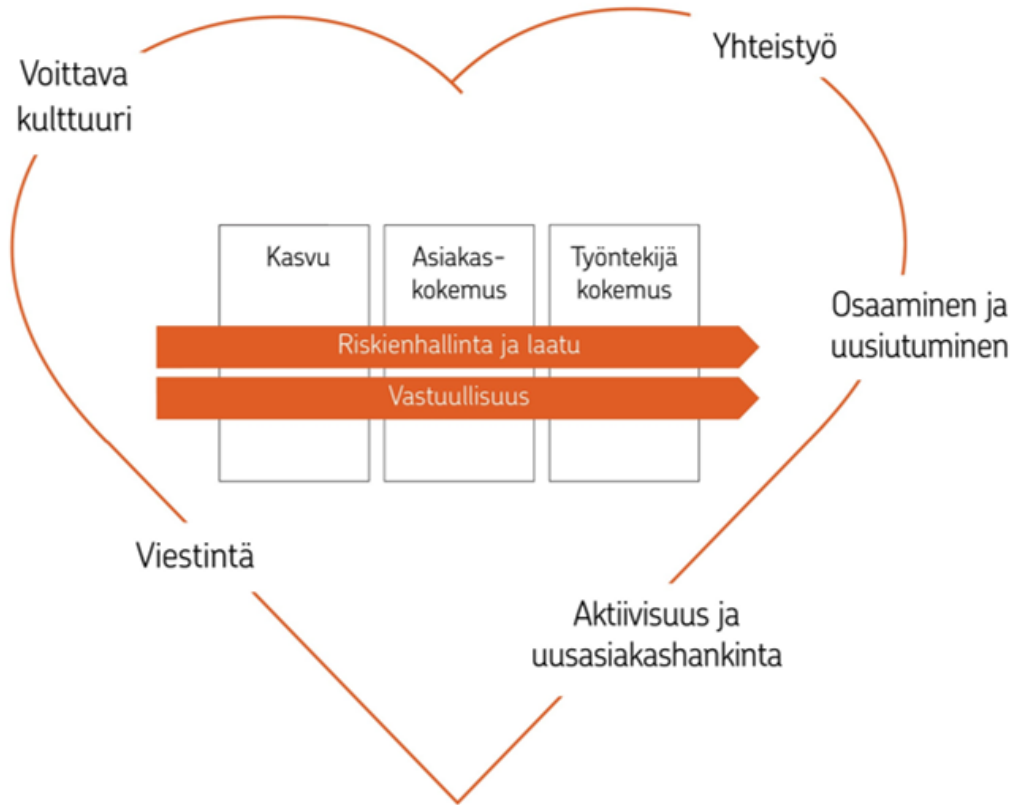 Voittava
kulttuuri
Yhteistyö
Kasvu
Asiakas-
kokemus
Työntekijä
kokemus
Riskienhallinta ja laatu
Vastuullisuus
Osaaminen ja
uusiutuminen
Viestintä
Aktiivisuus ja
uusasiakashankinta